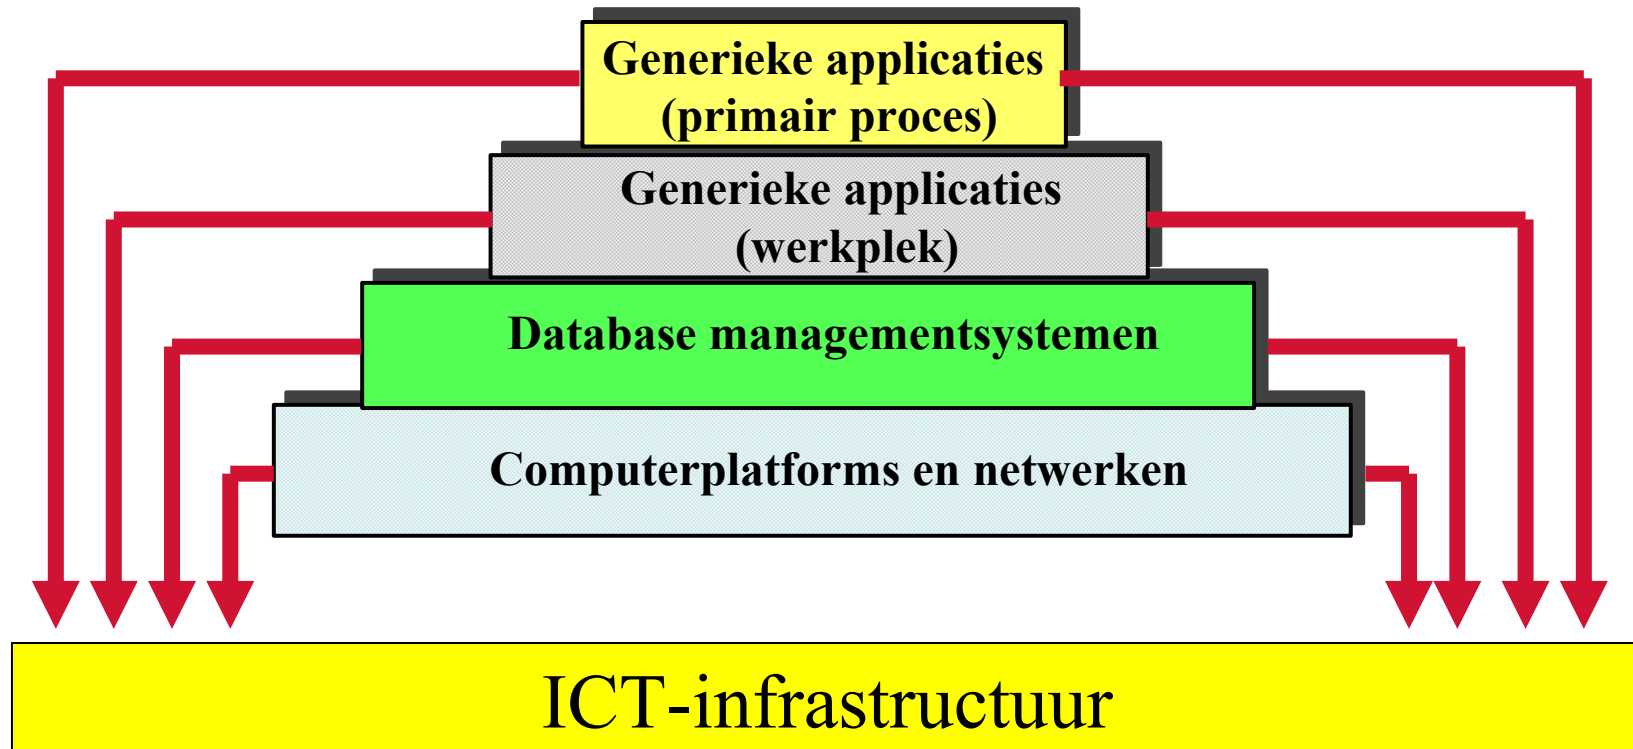 Generieke applicaties
(primair proces)
Generieke applicaties
(werkplek)
Database managementsystemen
Computerplatforms en netwerken
ICT-infrastructuur